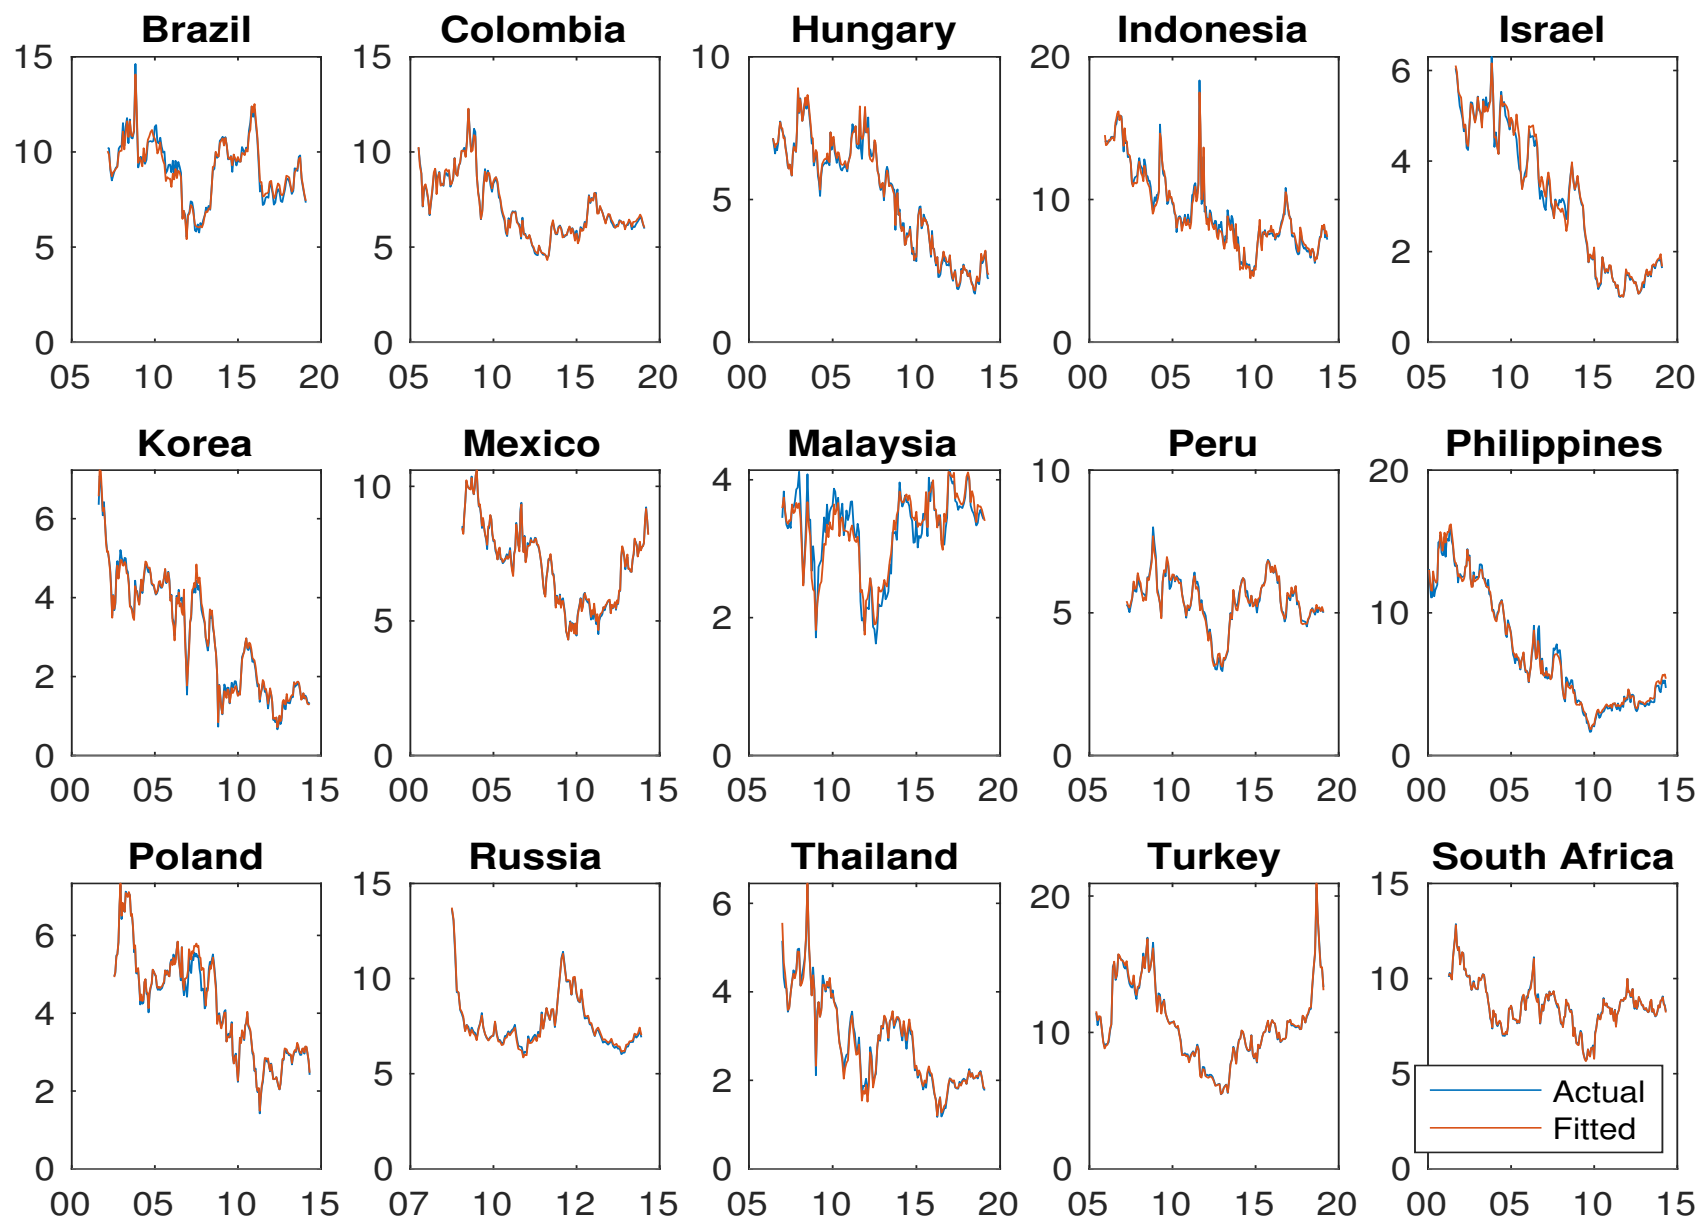 Brazil Colombia Hungary Indonesia Israel
15 15 10 20 6
10 10 5 10 4
5 5 2
0 0 0 0 0
05 10 15 20 05 10 15 20 00 05 10 15 00 05 10 15 05 10 15 20
Korea Mexico Malaysia Peru Philippines
6 10 4 10 20
4 5 2 5 10
2
0 0 0 0 0
00 05 10 15 00 05 10 15 05 10 15 20 05 10 15 20 00 05 10 15
Poland Russia Thailand Turkey South Africa
6 15 6 20 15
4 10 4 10 10
2 5 2 5
0 0 0 0 0
00 05 10 15 07 10 12 15 05 10 15 20 05 10 15 20 00 05 10 15
Actual
Fitted